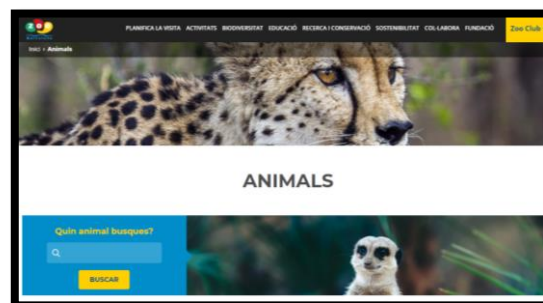 ZOO
PLANIFICA LA VISITA ACTIVITATS BIODIVERSITAT EDUCACIÓ RECERCA I CONSERVACIÓ SOSTENIBILITAT COL·LABORA FUNDACIÓ Zoo Club
Inici > Animals
ANIMALS
Quin animal busques?
BUSCAR